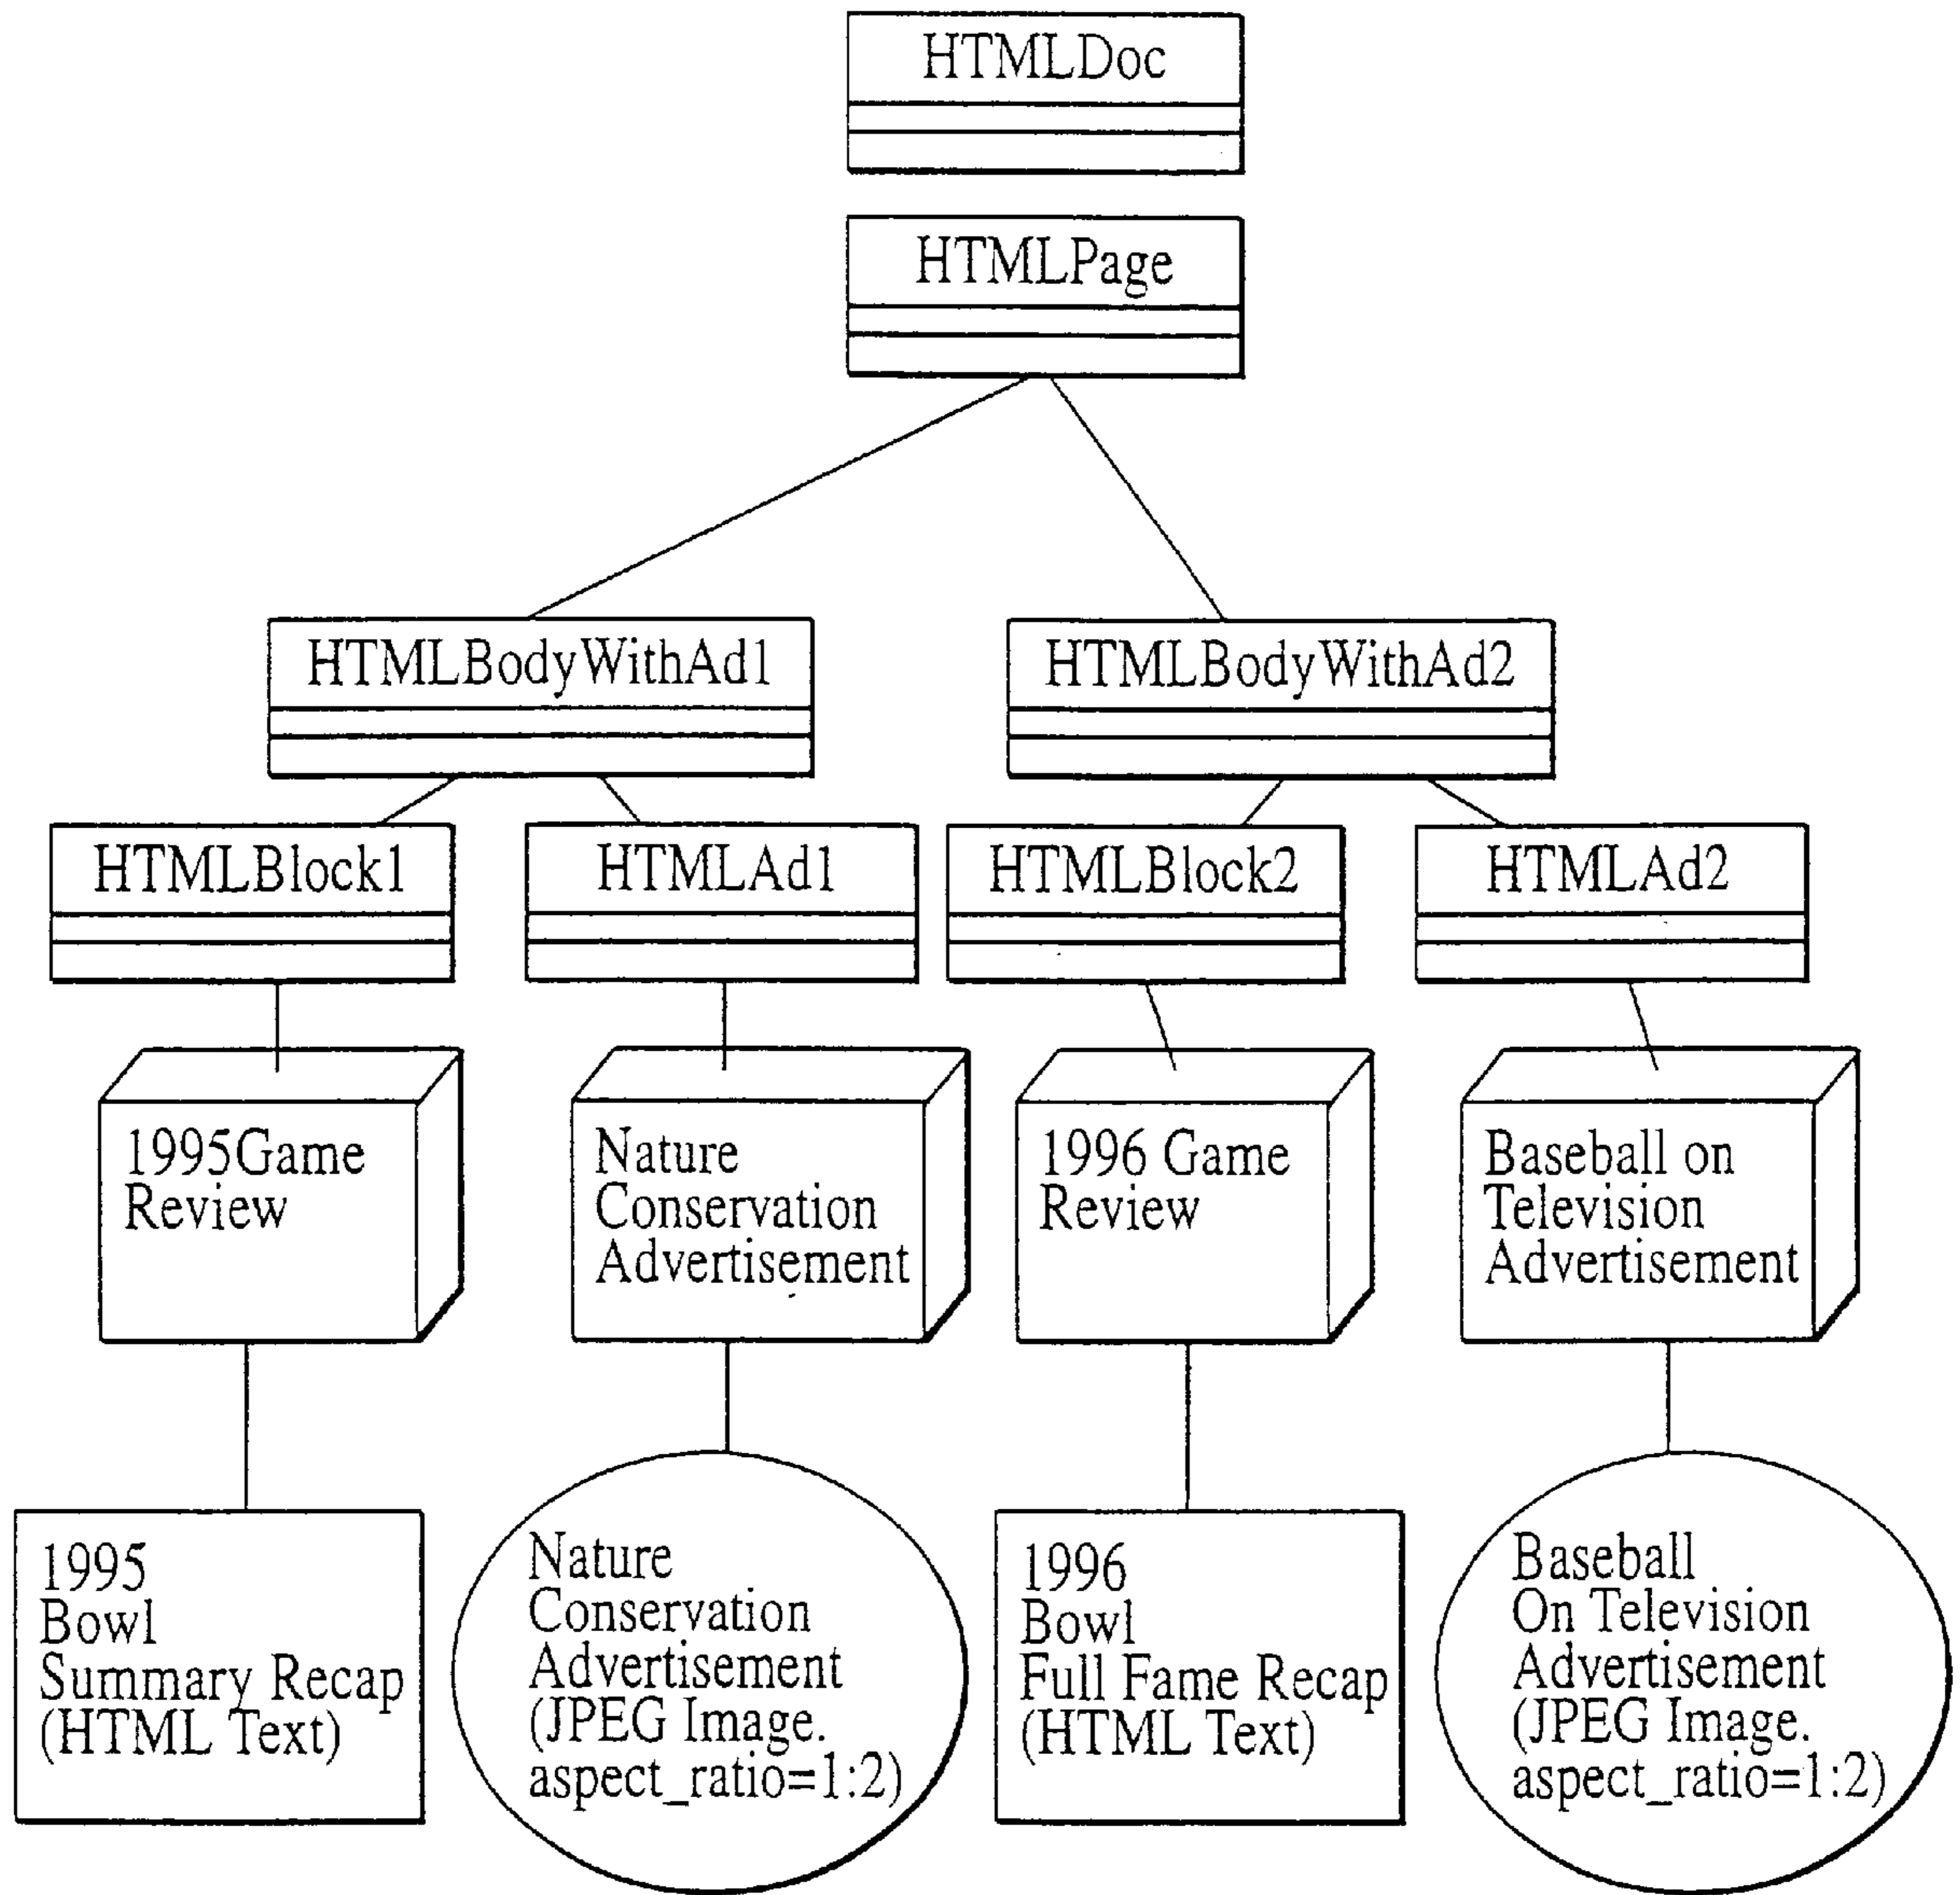 HTMLDoc
HTMLPage
HTMLBodyWithAd1
HTMLBodyWithAd2
HTMLBlock1
HTMLAd1
HTMLBlock2
HTMLAd2
1995Game
Review
Nature
Conservation
Advertisement
1996 Game
Review
Baseball on
Television
Advertisement
1995
Bowl
Summary Recap
(HTML Text)
Nature
Conservation
Advertisement
(JPEG Image.
aspect_ratio=1:2)
1996
Bowl
Full Fame Recap
(HTML Text)
Baseball
On Television
Advertisement
(JPEG Image.
aspect_ratio=1:2)